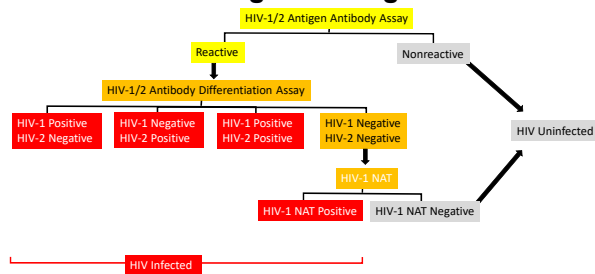 HIV-1/2 Antigen Antibody Assay
Reactive
Nonreactive
HIV-1/2 Antibody Differentiation Assay
HIV-1 Positive
HIV-2 Negative
HIV-1 Negative
HIV-2 Positive
HIV-1 Positive
HIV-2 Positive
HIV-1 Negative
HIV-2 Negative
HIV Uninfected
HIV-1 NAT
HIV-1 NAT Positive
HIV-1 NAT Negative
HIV Infected